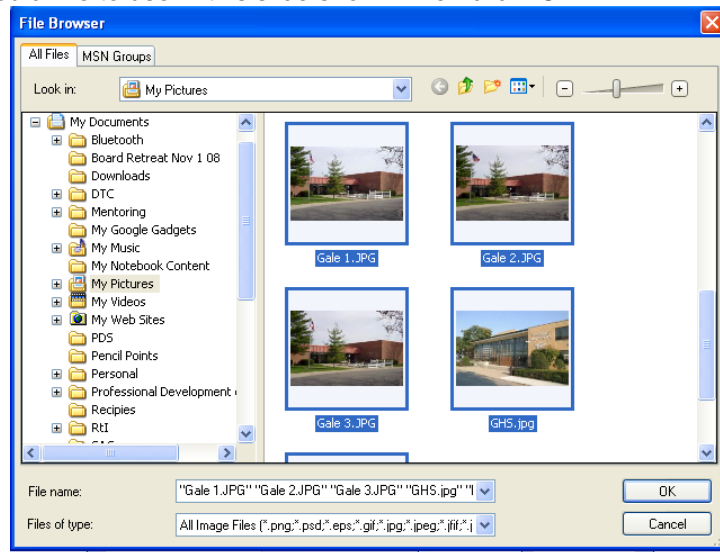 File Browser
All Files MSN Groups
Look in: My Pictures
My Documents
Bluetooth
Board Retreat Nov 1 08
Downloads
DTC
Mentoring
My Google Gadgets
My Music
My Notebook Content
My Pictures
My Videos
My Web Sites
PDS
Pencil Points
Personal
Professional Development
Recipies
RtI
Gale 1.JPG Gale 2.JPG
Gale 3.JPG GHS.jpg
File name: "Gale 1.JPG" "Gale 2.JPG" "Gale 3.JPG" "GHS.jpg" "
OK
Files of type: All Image Files (*.png;*.psd;*.eps;*.gif;*.jpg;*.jpeg;*.jfif;*.j
Cancel